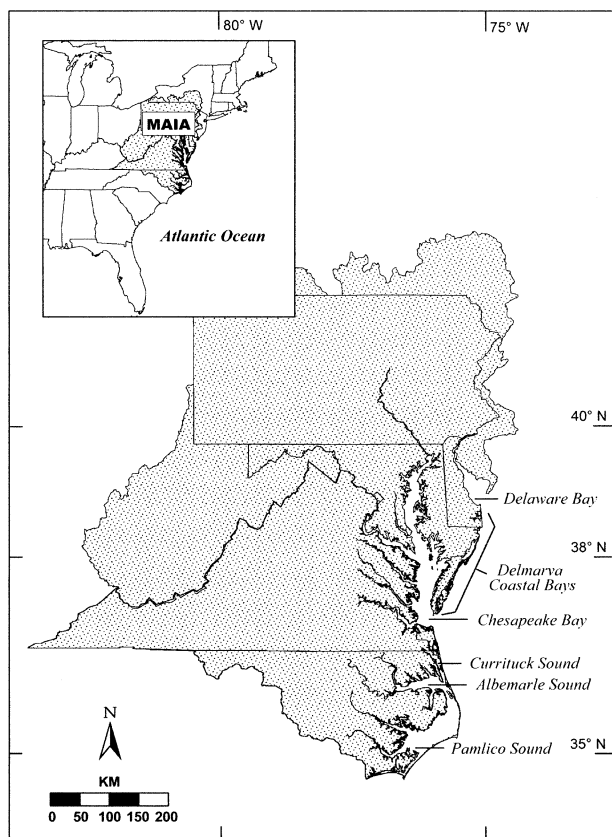 80° W
75° W
MAIA
Atlantic Ocean
40° N
Delaware Bay
38° N
Delmarva
Coastal Bays
Chesapeake Bay
Currituck Sound
Albemarle Sound
N
35° N
Pamlico Sound
KM
0 50 100 150 200